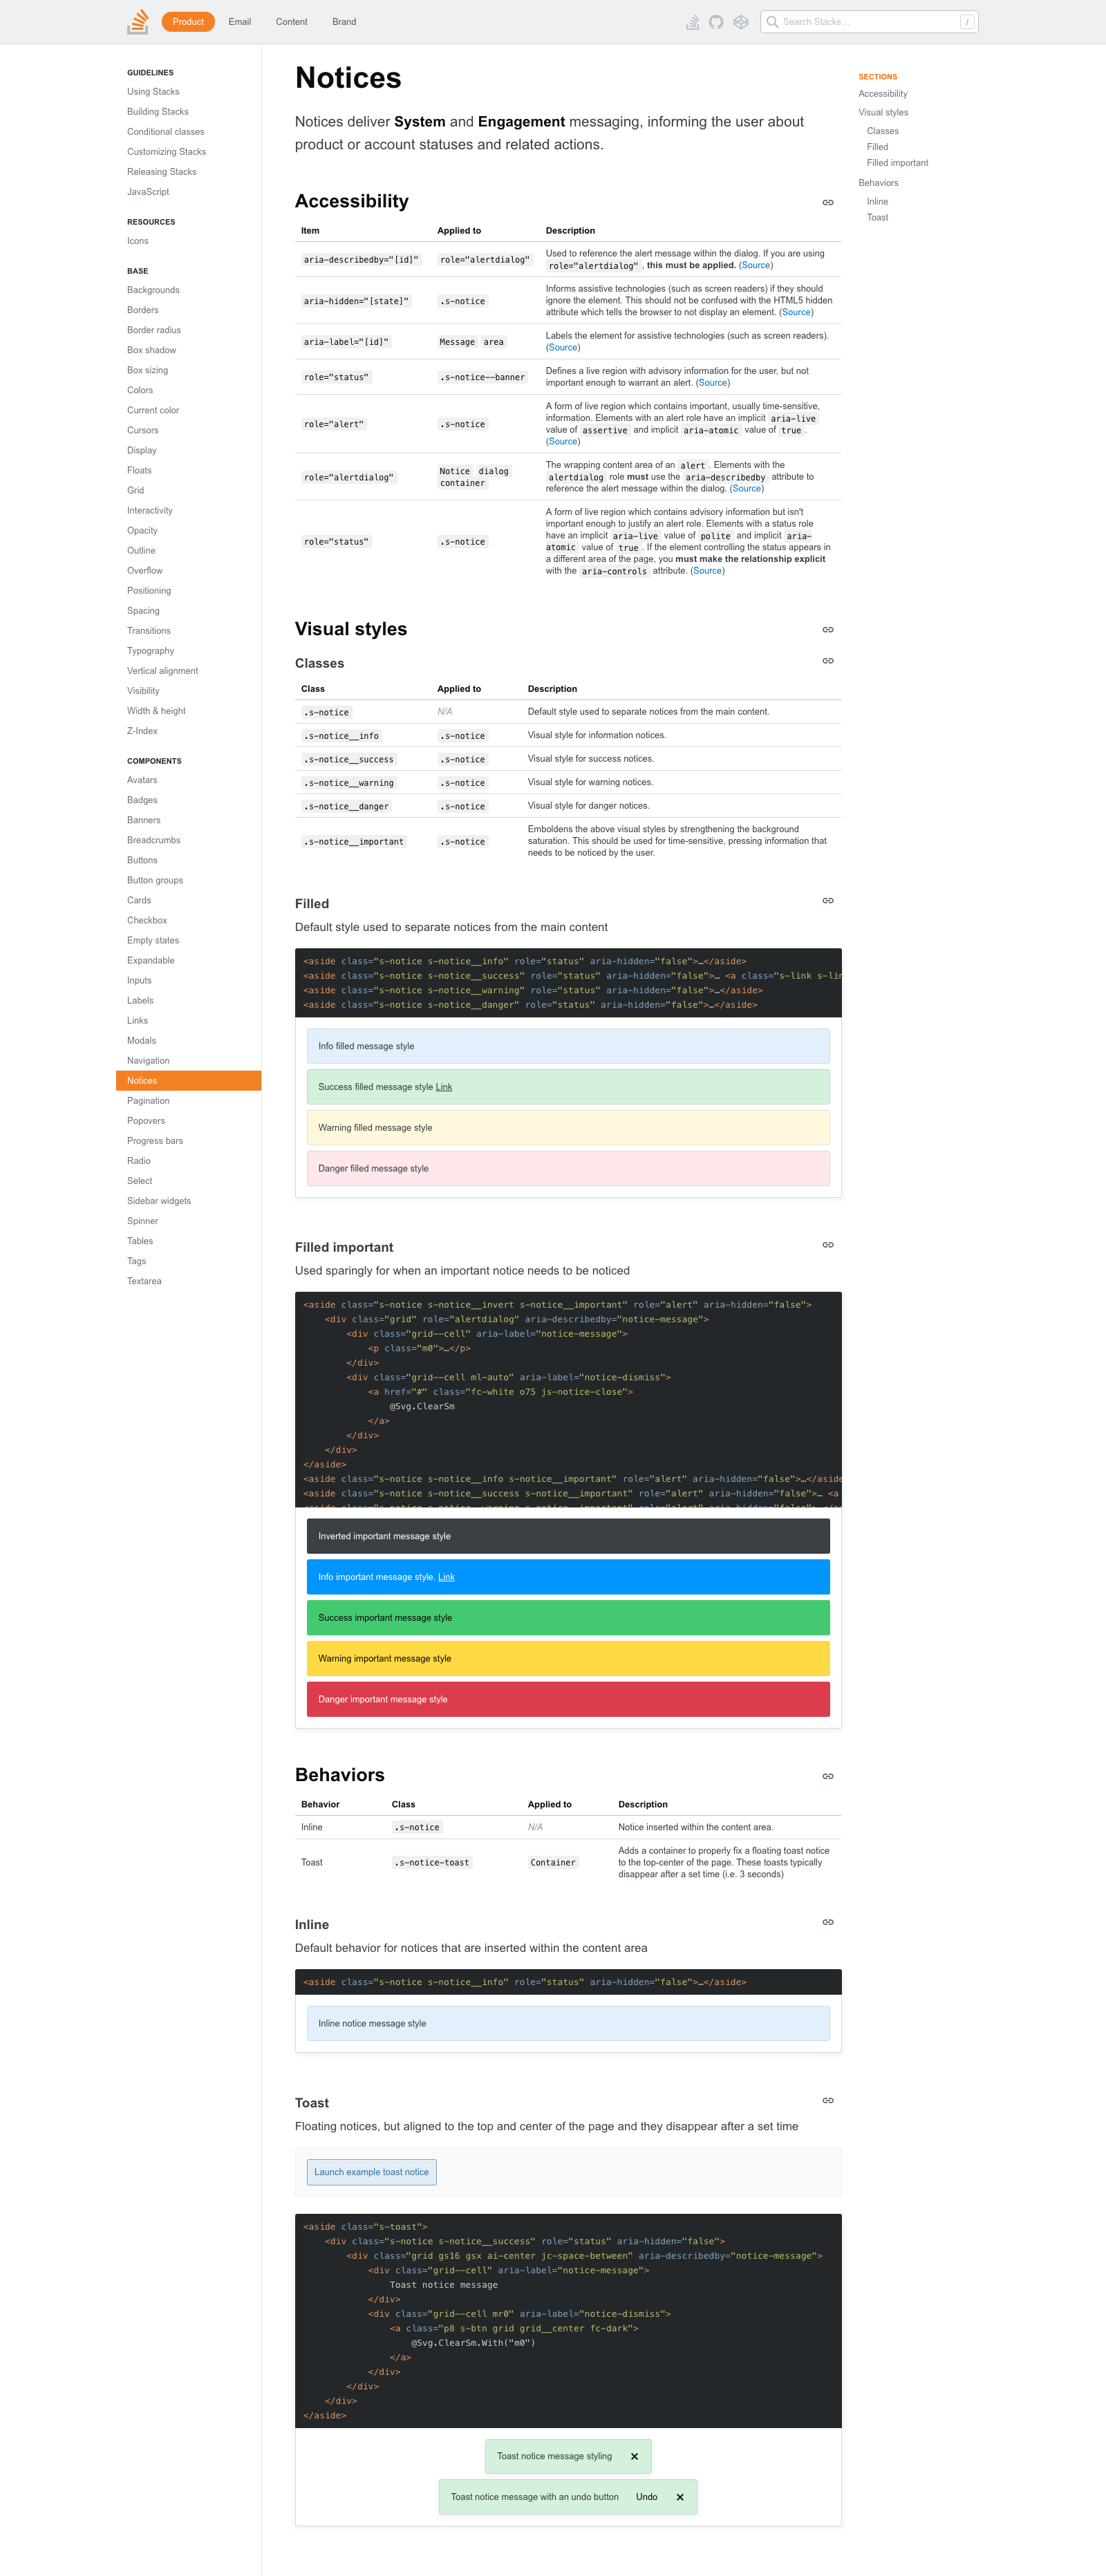 Product Email Content Brand
Search Stacks… /
GUIDELINES
Using Stacks
Building Stacks
Conditional classes
Customizing Stacks
Releasing Stacks
JavaScript
RESOURCES
Icons
BASE
Backgrounds
Borders
Border radius
Box shadow
Box sizing
Colors
Current color
Cursors
Display
Floats
Grid
Interactivity
Opacity
Outline
Overflow
Positioning
Spacing
Transitions
Typography
Vertical alignment
Visibility
Width & height
Z-Index
COMPONENTS
Avatars
Badges
Banners
Breadcrumbs
Buttons
Button groups
Cards
Checkbox
Empty states
Expandable
Inputs
Labels
Links
Modals
Navigation
Notices
Pagination
Popovers
Progress bars
Radio
Select
Sidebar widgets
Spinner
Tables
Tags
Textarea
Notices
Notices deliver System and Engagement messaging, informing the user about
product or account statuses and related actions.
Accessibility
Item Applied to Description
aria-describedby="[id]" role="alertdialog" Used to reference the alert message within the dialog. If you are using
role="alertdialog" , this must be applied. (Source)
aria-hidden="[state]" .s-notice Informs assistive technologies (such as screen readers) if they should
ignore the element. This should not be confused with the HTML5 hidden
attribute which tells the browser to not display an element. (Source)
aria-label="[id]" Message area Labels the element for assistive technologies (such as screen readers).
(Source)
role="status" .s-notice--banner Defines a live region with advisory information for the user, but not
important enough to warrant an alert. (Source)
role="alert" .s-notice A form of live region which contains important, usually time-sensitive,
information. Elements with an alert role have an implicit aria-live
value of assertive and implicit aria-atomic value of true .
(Source)
role="alertdialog" Notice dialog container The wrapping content area of an alert . Elements with the
alertdialog role must use the aria-describedby attribute to
reference the alert message within the dialog. (Source)
role="status" .s-notice A form of live region which contains advisory information but isn't
important enough to justify an alert role. Elements with a status role
have an implicit aria-live value of polite and implicit aria-
atomic value of true . If the element controlling the status appears in
a different area of the page, you must make the relationship explicit
with the aria-controls attribute. (Source)
Visual styles
Classes
Class Applied to Description
.s-notice N/A Default style used to separate notices from the main content.
.s-notice__info .s-notice Visual style for information notices.
.s-notice__success .s-notice Visual style for success notices.
.s-notice__warning .s-notice Visual style for warning notices.
.s-notice__danger .s-notice Visual style for danger notices.
.s-notice__important .s-notice Emboldens the above visual styles by strengthening the background
saturation. This should be used for time-sensitive, pressing information that
needs to be noticed by the user.
Filled
Default style used to separate notices from the main content
<aside class="s-notice s-notice__info" role="status" aria-hidden="false">…</aside>
<aside class="s-notice s-notice__success" role="status" aria-hidden="false">… <a class="s-link s-lin
<aside class="s-notice s-notice__warning" role="status" aria-hidden="false">…</aside>
<aside class="s-notice s-notice__danger" role="status" aria-hidden="false">…</aside>
Info filled message style
Success filled message style Link
Warning filled message style
Danger filled message style
Filled important
Used sparingly for when an important notice needs to be noticed
<aside class="s-notice s-notice__invert s-notice__important" role="alert" aria-hidden="false">
<div class="grid" role="alertdialog" aria-describedby="notice-message">
<div class="grid--cell" aria-label="notice-message">
<p class="m0">…</p>
</div>
<div class="grid--cell ml-auto" aria-label="notice-dismiss">
<a href="#" class="fc-white o75 js-notice-close">
@Svg.ClearSm
</a>
</div>
</div>
</aside>
<aside class="s-notice s-notice__info s-notice__important" role="alert" aria-hidden="false">…</aside
<aside class="s-notice s-notice__success s-notice__important" role="alert" aria-hidden="false">… <a
Inverted important message style
Info important message style. Link
Success important message style
Warning important message style
Danger important message style
Behaviors
Behavior Class Applied to Description
Inline .s-notice N/A Notice inserted within the content area.
Toast .s-notice-toast Container Adds a container to properly fix a floating toast notice
to the top-center of the page. These toasts typically
disappear after a set time (i.e. 3 seconds)
Inline
Default behavior for notices that are inserted within the content area
<aside class="s-notice s-notice__info" role="status" aria-hidden="false">…</aside>
Inline notice message style
Toast
Floating notices, but aligned to the top and center of the page and they disappear after a set time
Launch example toast notice
<aside class="s-toast">
<div class="s-notice s-notice__success" role="status" aria-hidden="false">
<div class="grid gs16 gsx ai-center jc-space-between" aria-describedby="notice-message">
<div class="grid--cell" aria-label="notice-message">
Toast notice message
</div>
<div class="grid--cell mr0" aria-label="notice-dismiss">
<a class="p8 s-btn grid grid__center fc-dark">
@Svg.ClearSm.With("m0")
</a>
</div>
</div>
</div>
</aside>
Toast notice message styling
Toast notice message with an undo button Undo
SECTIONS
Accessibility
Visual styles
Classes
Filled
Filled important
Behaviors
Inline
Toast